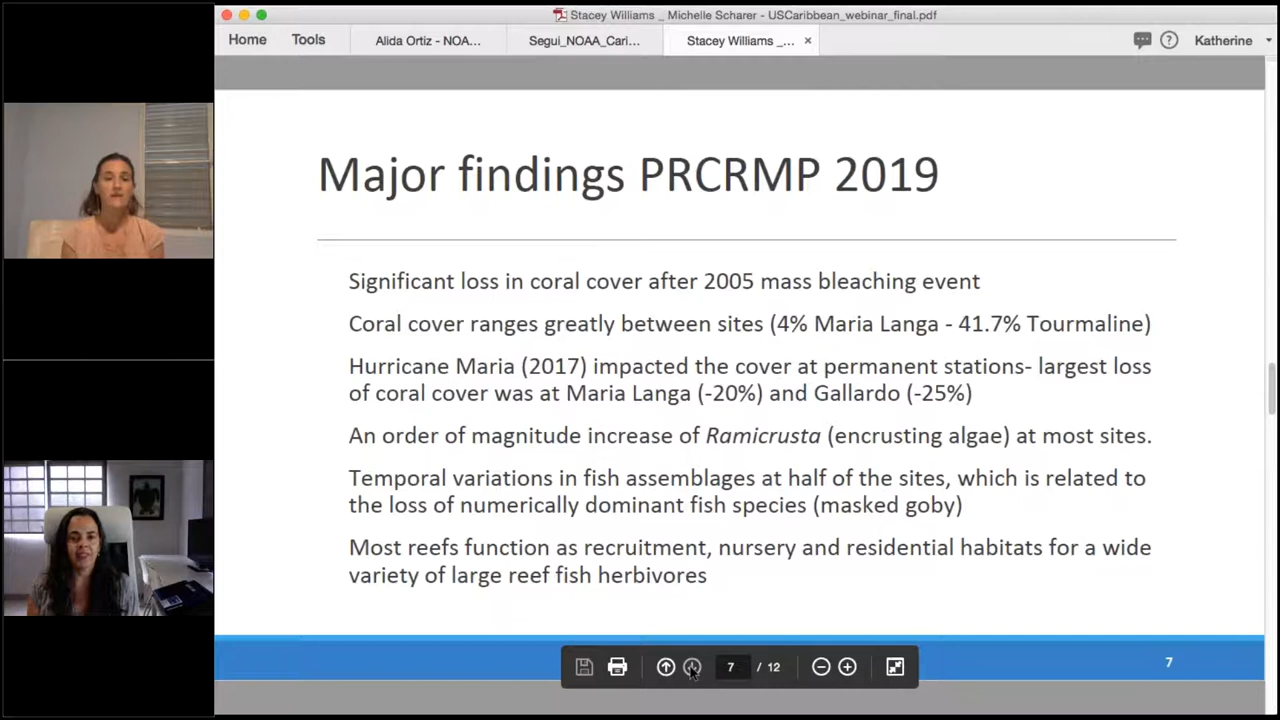 Stacey Williams _ Michelle Scharer - USCaribbean_webinar_final.pdf
Home Tools Alida Ortiz - NOA... Segui_NOAA_Cari... Stacey Williams _... × Katherine
Major findings PRCRMP 2019
Significant loss in coral cover after 2005 mass bleaching event
Coral cover ranges greatly between sites (4% Maria Langa - 41.7% Tourmaline)
Hurricane Maria (2017) impacted the cover at permanent stations- largest loss
of coral cover was at Maria Langa (-20%) and Gallardo (-25%)
An order of magnitude increase of Ramicrusta (encrusting algae) at most sites.
Temporal variations in fish assemblages at half of the sites, which is related to
the loss of numerically dominant fish species (masked goby)
Most reefs function as recruitment, nursery and residential habitats for a wide
variety of large reef fish herbivores
7 / 12
7